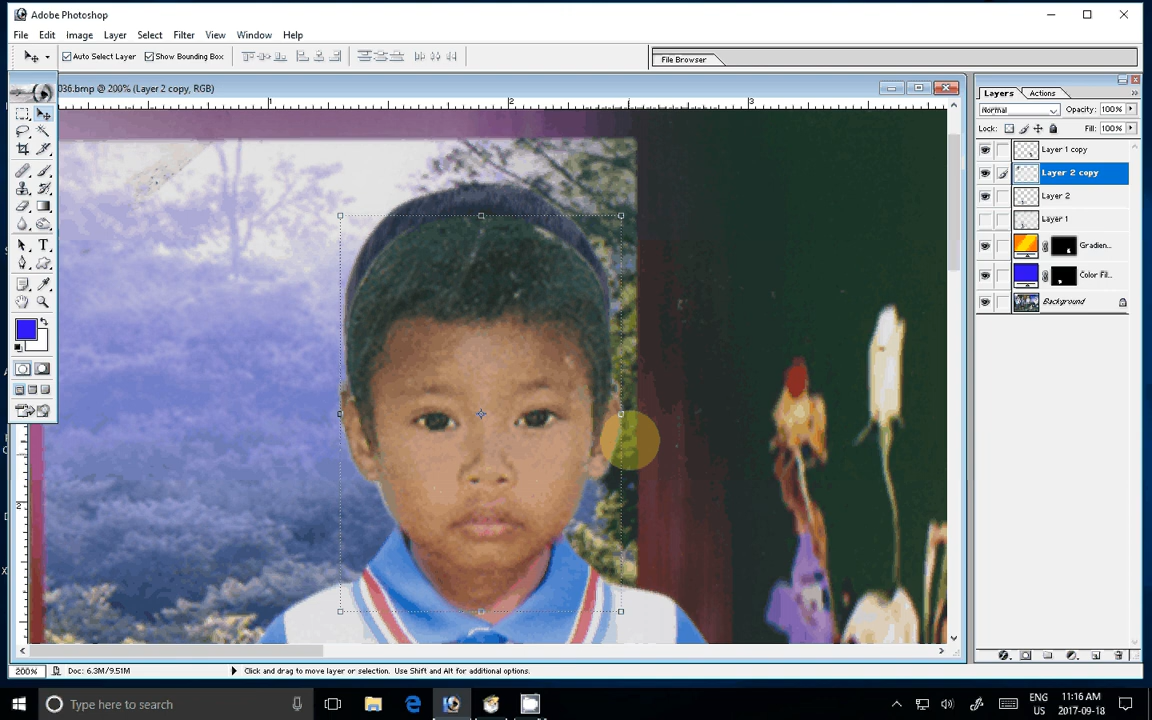 Adobe Photoshop
File Edit Image Layer Select Filter View Window Help
Auto Select Layer Show Bounding Box
File Browser
036.bmp @ 200% (Layer 2 copy, RGB)
1 2 3
2
Layers Actions
Normal Opacity: 100%
Lock: Fill: 100%
Layer 1 copy
Layer 2 copy
Layer 2
Layer 1
Gradien...
Color Fil...
Background
200% Doc: 6.3M/9.51M Click and drag to move layer or selection. Use Shift and Alt for additional options.
Type here to search
ENG
US
11:16 AM
2017-09-18